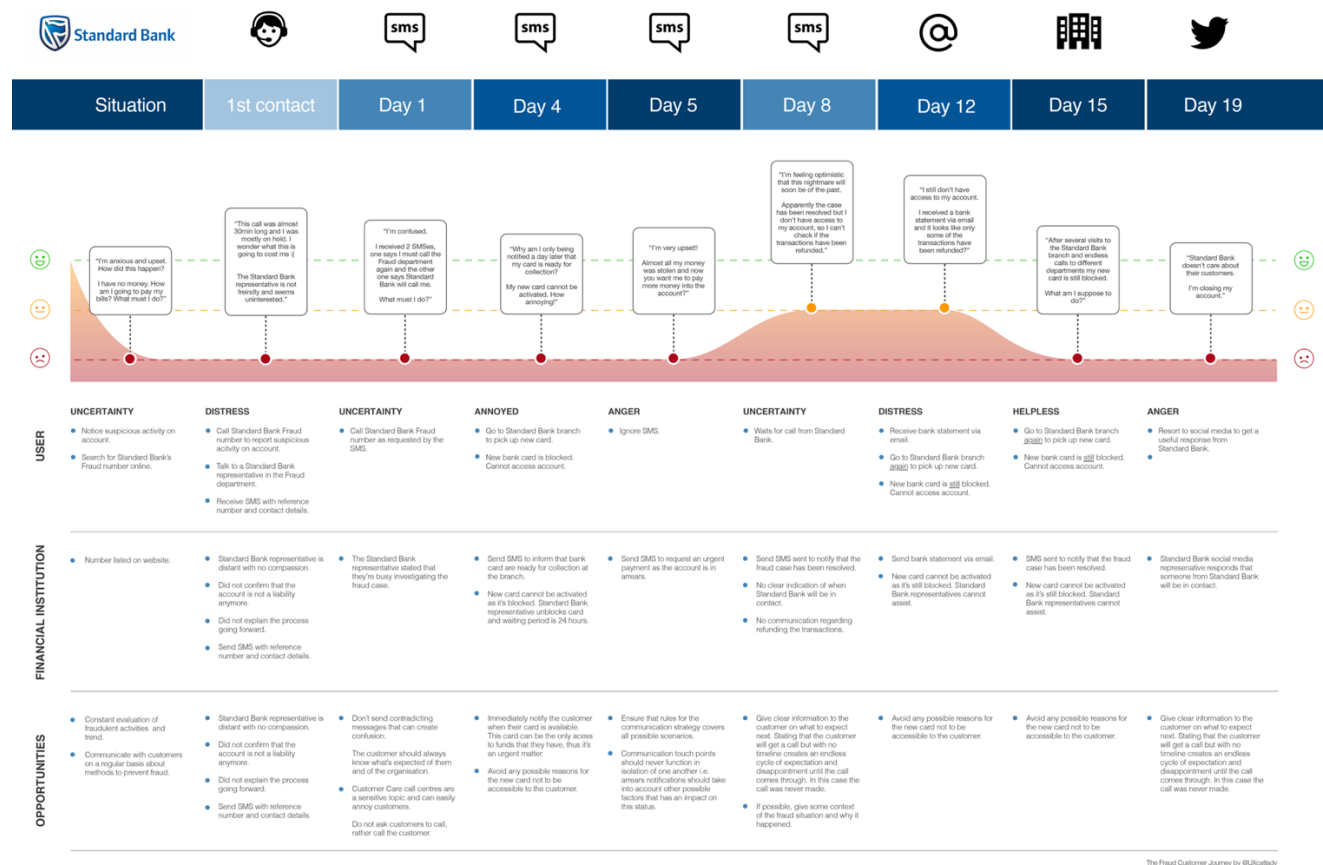 Standard Bank
sms
sms
sms
sms
@
Situation
1st contact
Day 1
Day 4
Day 5
Day 8
Day 12
Day 15
Day 19
"I'm anxious and upset.
How did this happen?
I have no money. How
am I going to pay my
bills? What must I do?"
"This call was almost
30min long and I was
mostly on hold. I
wonder what this is
going to cost me :(
The Standard Bank
representative is not
freindly and seems
uninterested."
"I'm confused.
I received 2 SMSes,
one says I must call the
Fraud department
again and the other
one says Standard
Bank will call me.
What must I do?"
"Why am I only being
notified a day later that
my card is ready for
collection?
My new card cannot be
activated. How
annoying!"
"I'm very upset!!
Almost all my money
was stolen and now
you want me to pay
more money into the
account?"
"I'm feeling optimistic
that this nightmare will
soon be of the past.
Apparently the case
has been resolved but I
don't have access to
my account, so I can't
check if the
transactions have been
refunded."
"I still don't have
access to my account.
I received a bank
statement via email
and it looks like only
some of the
transactions have
been refunded?"
"After several visits to
the Standard Bank
branch and endless
calls to different
departments my new
card is still blocked.
What am I suppose to
do?"
"Standard Bank
doesn't care about
their customers.
I'm closing my
account."
USER
UNCERTAINTY
Notice suspicious activity on
account.
Search for Standard Bank's
Fraud number online.
DISTRESS
Call Standard Bank Fraud
number to report suspicious
acitvity on account.
Talk to a Standard Bank
representative in the Fraud
department.
Receive SMS with reference
number and contact details.
UNCERTAINTY
Call Standard Bank Fraud
number as requested by the
SMS.
ANNOYED
Go to Standard Bank branch
to pick up new card.
New bank card is blocked.
Cannot access account.
ANGER
Ignore SMS.
UNCERTAINTY
Waits for call from Standard
Bank.
DISTRESS
Receive bank statement via
email.
Go to Standard Bank branch
again to pick up new card.
New bank card is still blocked.
Cannot access account.
HELPLESS
Go to Standard Bank branch
again to pick up new card.
New bank card is still blocked.
Cannot access account.
ANGER
Resort to social media to get a
useful response from
Standard Bank.
FINANCIAL INSTITUTION
Number listed on website.
Standard Bank representative is
distant with no compassion.
Did not confirm that the
account is not a liability
anymore.
Did not explain the process
going forward.
Send SMS with reference
number and contact details.
The Standard Bank
representative stated that
they're busy investigating the
fraud case.
Send SMS to inform that bank
card are ready for collection at
the branch.
New card cannot be activated
as it's blocked. Standard Bank
representative unblocks card
and waiting period is 24 hours.
Send SMS to request an urgent
payment as the account is in
arrears.
Send SMS sent to notify that the
fraud case has been resolved.
No clear indication of when
Standard Bank will be in
contact.
No communication regarding
refunding the transactions.
Send bank statement via email.
New card cannot be activated
as it's still blocked. Standard
Bank representatives cannot
assist.
SMS sent to notify that the fraud
case has been resolved.
New card cannot be activated
as it's still blocked. Standard
Bank representatives cannot
assist.
Standard Bank social media
represenative responds that
someone from Standard Bank
will be in contact.
OPPORTUNITIES
Constant evaluation of
fraudulent activities and
trend.
Communicate with customers
on a regular basis about
methods to prevent fraud.
Standard Bank representative is
distant with no compassion.
Did not confirm that the
account is not a liability
anymore.
Did not explain the process
going forward.
Send SMS with reference
number and contact details.
Don't send contradicting
messages that can create
confusion.
The customer should always
know what's expected of them
and of the organisation.
Customer Care call centres are
a sensitive topic and can easily
annoy customers.
Do not ask customers to call,
rather call the customer.
Immediately notify the customer
when their card is available.
This card can be the only acess
to funds that they have, thus it's
an urgent matter.
Avoid any possible reasons for
the new card not to be
accessible to the customer.
Ensure that rules for the
communication strategy covers
all possible scenarios.
Communication touch points
should never function in
isolation of one another i.e.
arrears notifications should take
into account other possible
factors that has an impact on
this status.
Give clear information to the
customer on what to expect
next. Stating that the customer
will get a call but with no
timeline creates an endless
cycle of expectation and
disappointment until the call
comes through. In this case the
call was never made.
If possible, give some context
of the fraud situation and why it
happened.
Avoid any possible reasons for
the new card not to be
accessible to the customer.
Avoid any possible reasons for
the new card not to be
accessible to the customer.
Give clear information to the
customer on what to expect
next. Stating that the customer
will get a call but with no
timeline creates an endless
cycle of expectation and
disappointment until the call
comes through. In this case the
call was never made.
The Fraud Customer Journey by @UXcatlady